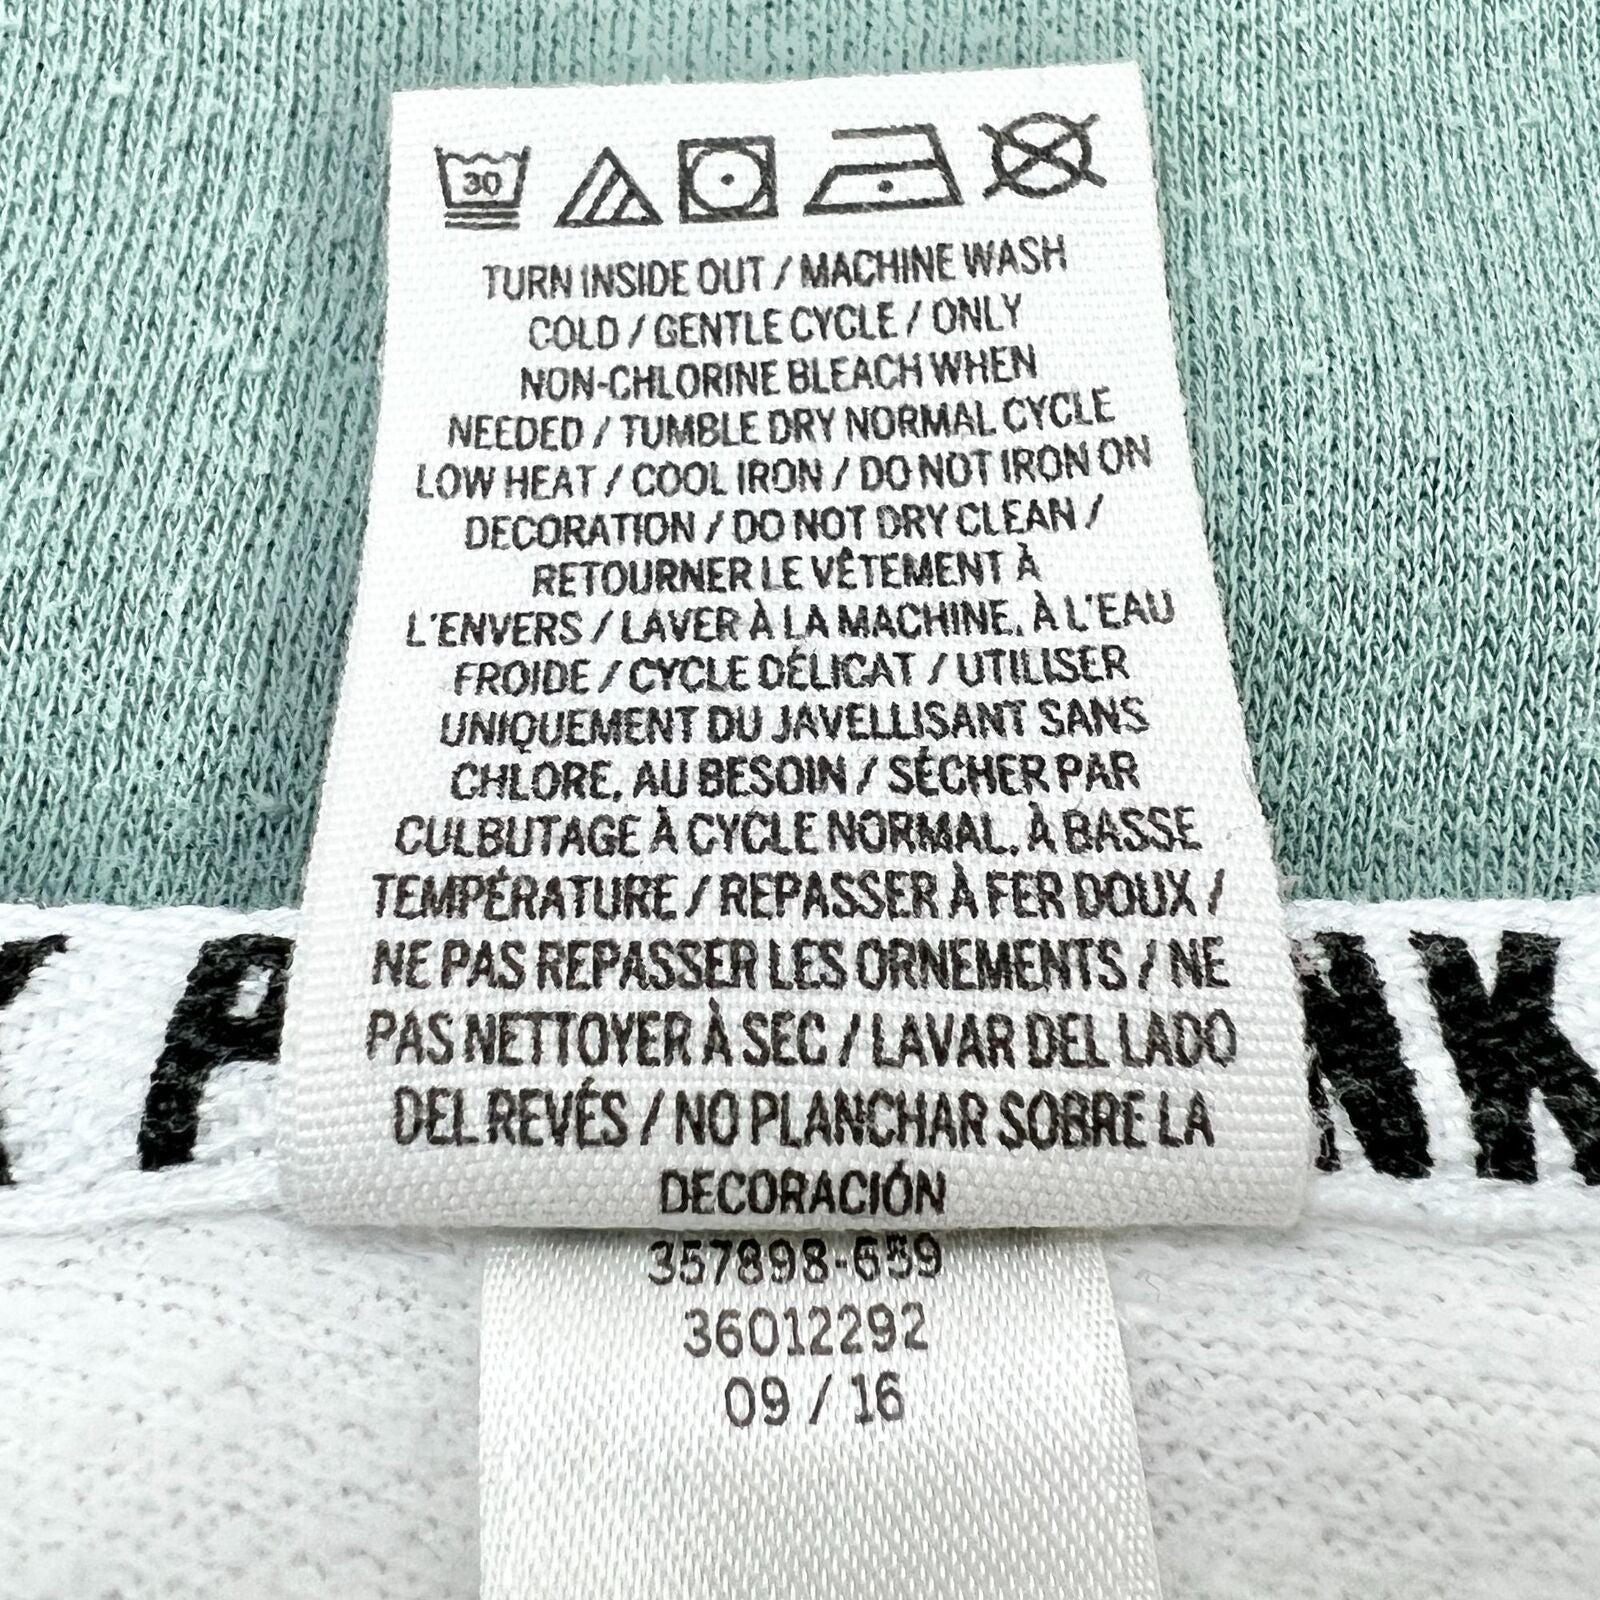 30
TURN INSIDE OUT / MACHINE WASH
COLD / GENTLE CYCLE / ONLY
NON-CHLORINE BLEACH WHEN
NEEDED / TUMBLE DRY NORMAL CYCLE
LOW HEAT / COOL IRON / DO NOT IRON ON
DECORATION / DO NOT DRY CLEAN /
RETOURNER LE VÊTEMENT À
L'ENVERS / LAVER À LA MACHINE, À L'EAU
FROIDE / CYCLE DÉLICAT / UTILISER
UNIQUEMENT DU JAVELLISANT SANS
CHLORE, AU BESOIN / SÉCHER PAR
CULBUTAGE À CYCLE NORMAL, À BASSE
TEMPÉRATURE / REPASSER À FER DOUX /
NE PAS REPASSER LES ORNEMENTS / NE
PAS NETTOYER À SEC / LAVAR DEL LADO
DEL REVÉS / NO PLANCHAR SOBRE LA
DECORACIÓN
K P NK
357898-659
36012292
09 / 16